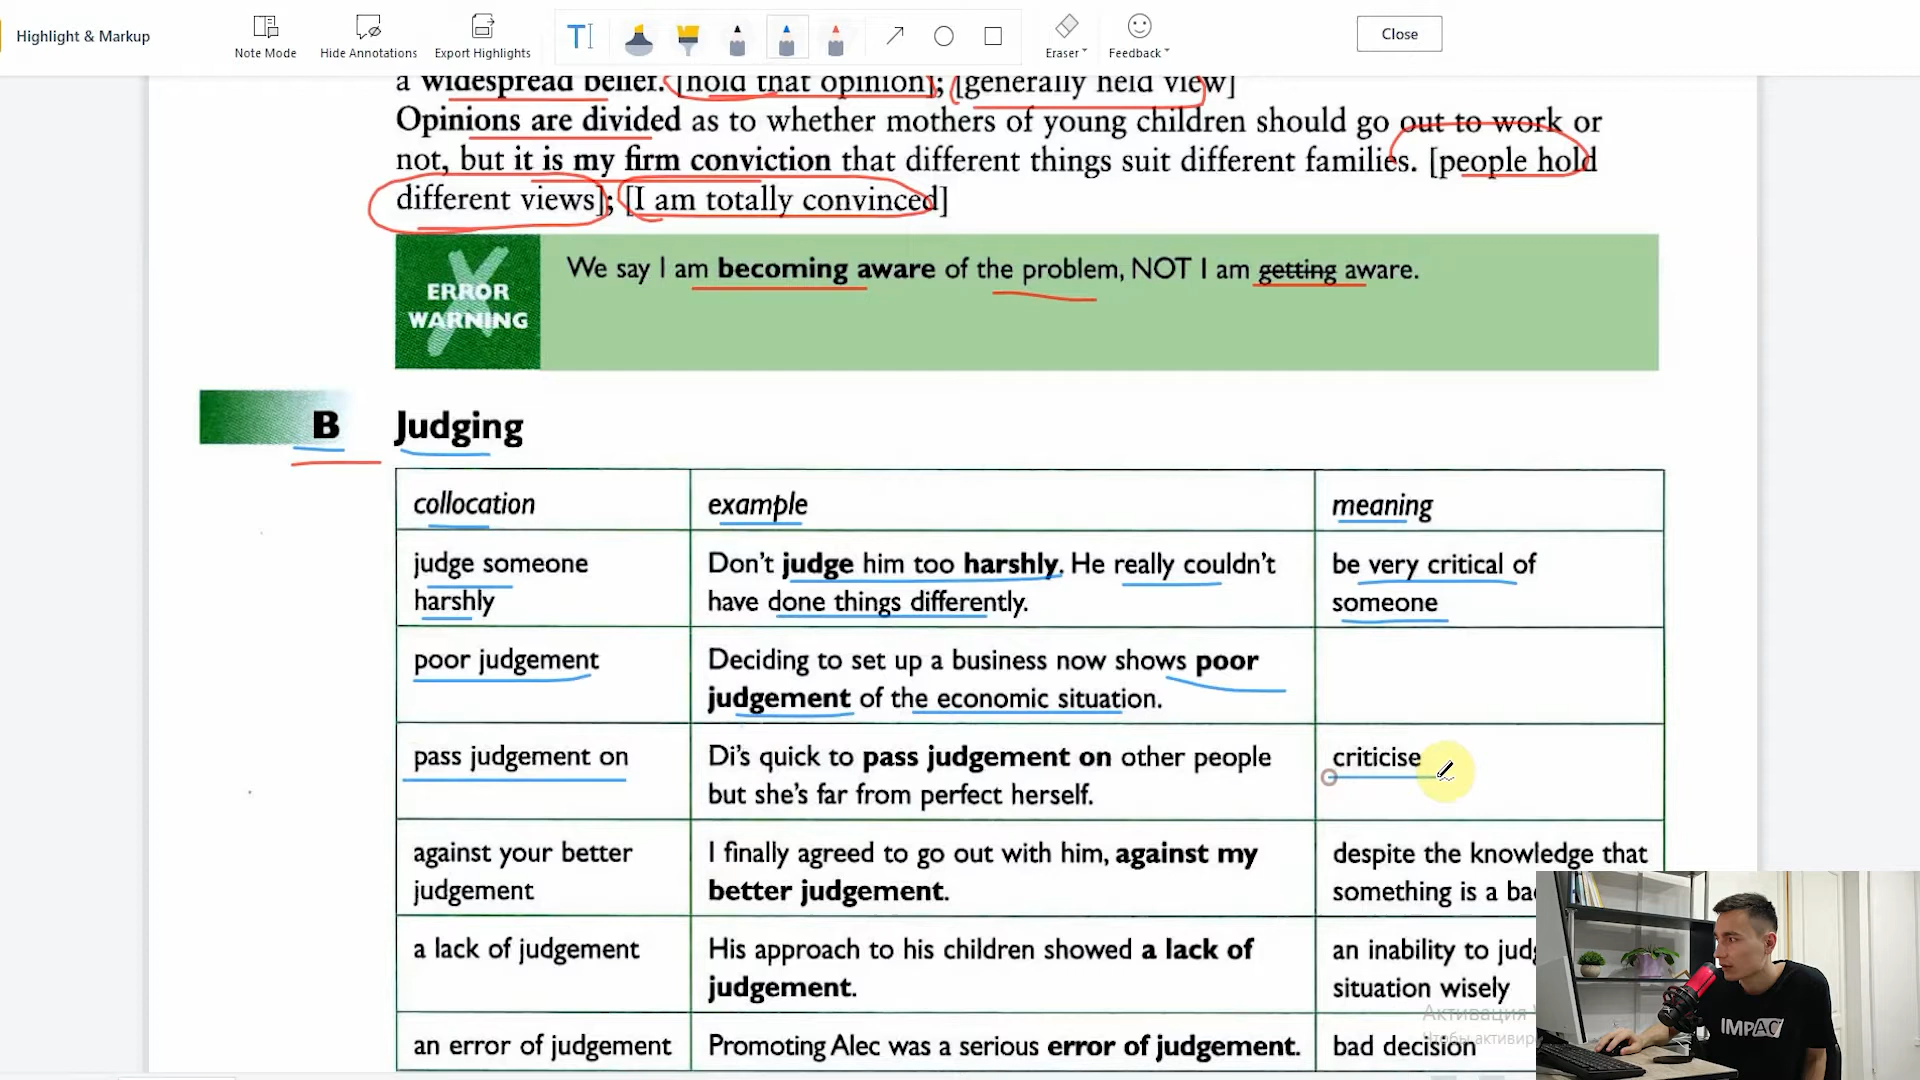 Highlight & Markup
Note Mode
Hide Annotations
Export Highlights
T
Eraser
Feedback
Close
a widespread belief. [hold that opinion]; [generally held view]
Opinions are divided as to whether mothers of young children should go out to work or
not, but it is my firm conviction that different things suit different families. [people hold
different views]; [I am totally convinced]
ERROR
WARNING
We say I am becoming aware of the problem, NOT I am getting aware.
B Judging
collocation example meaning
judge someone
harshly
Don't judge him too harshly. He really couldn't
have done things differently.
be very critical of
someone
poor judgement
Deciding to set up a business now shows poor
judgement of the economic situation.
pass judgement on
Di's quick to pass judgement on other people
but she's far from perfect herself.
criticise
against your better
judgement
I finally agreed to go out with him, against my
better judgement.
despite the knowledge that
something is a
a lack of judgement
His approach to his children showed a lack of
judgement.
an inability to
situation wisely
an error of judgement
Promoting Alec was a serious error of judgement.
bad decision
Активация
Чтобы
IMPACT